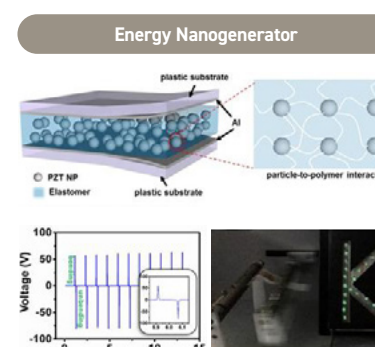 Energy Nanogenerator
plastic substrate
Al
PZT NP
Elastomer
plastic substrate
particle-to-polymer interac
Voltage (V)
100
50
0
-50
-100
0
5
10
15